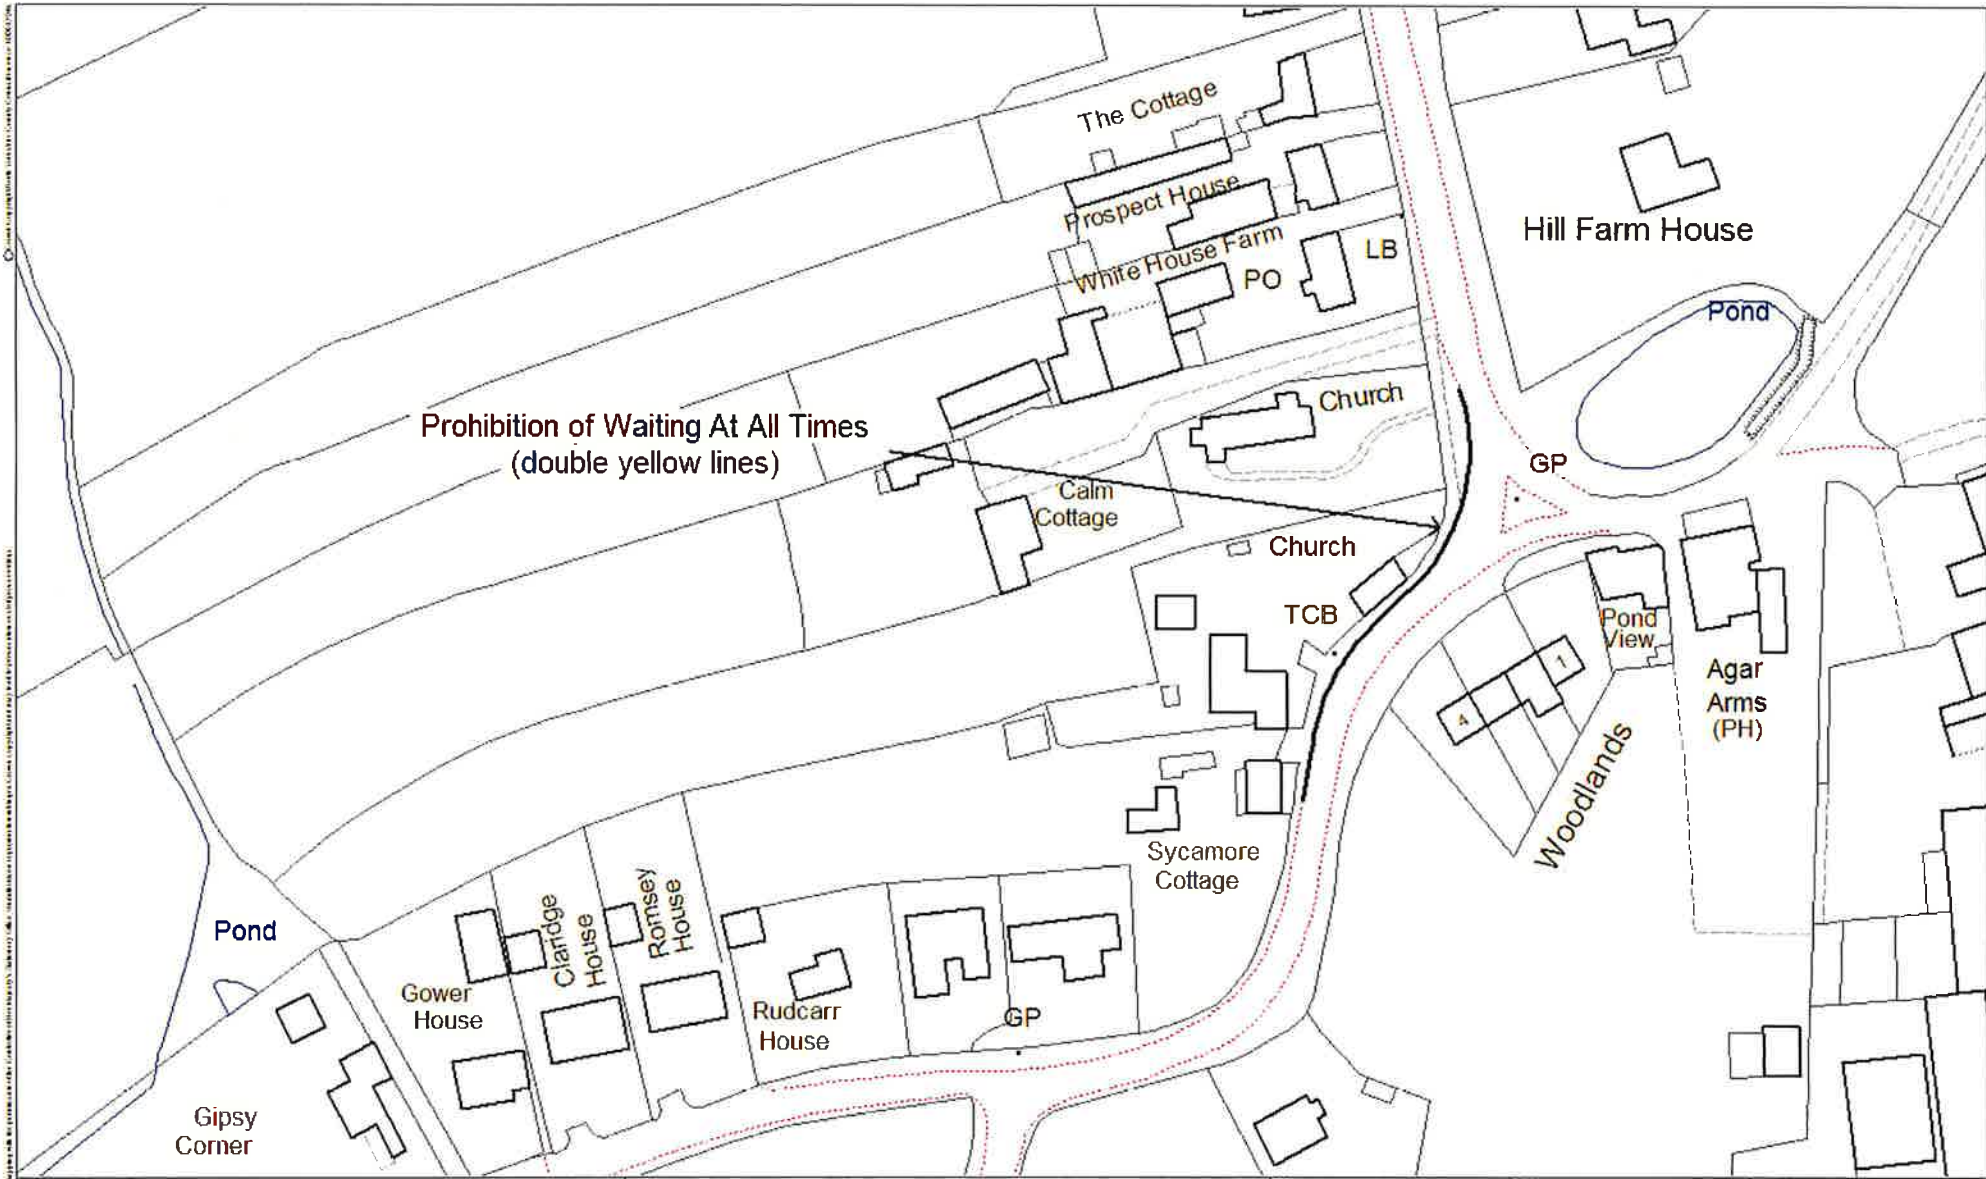 The Cottage
Prospect House
White House Farm
PO
LB
Hill Farm House
Pond
Church
Prohibition of Waiting At All Times
(double yellow lines)
GP
Calm
Cottage
Church
TCB
Pond
View
1
4
Agar
Arms
(PH)
Woodlands
Sycamore
Cottage
Claridge
House
Romsey
House
Pond
Gower
House
Rudcarr
House
GP
Gipsy
Corner